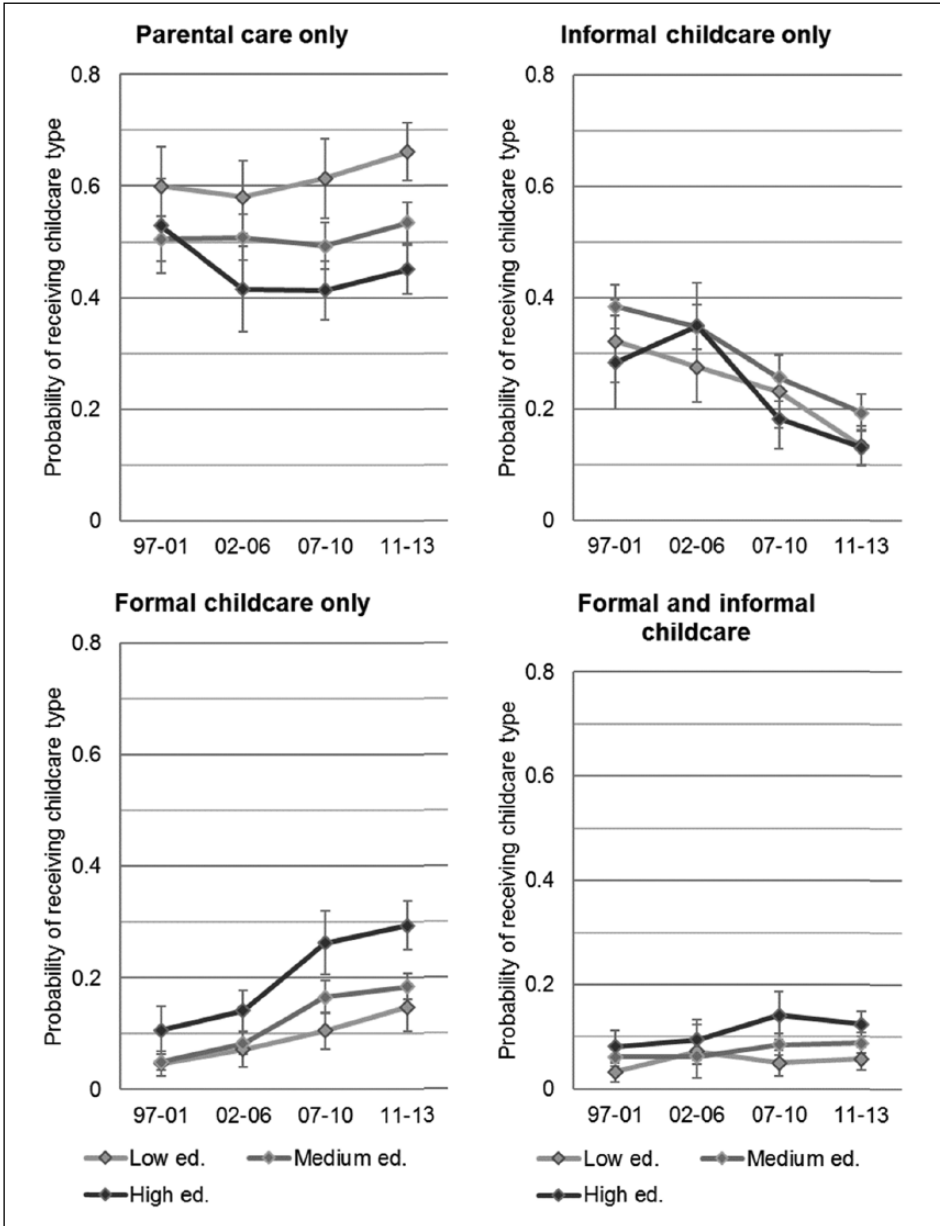 Parental care only
Probability of receiving childcare type
0.8
0.6
0.4
0.2
0
97-01 02-06 07-10 11-13
Informal childcare only
Probability of receiving childcare type
0.8
0.6
0.4
0.2
0
97-01 02-06 07-10 11-13
Formal childcare only
Probability of receiving childcare type
0.8
0.6
0.4
0.2
0
97-01 02-06 07-10 11-13
Low ed. Medium ed.
High ed.
Formal and informal
childcare
Probability of receiving childcare type
0.8
0.6
0.4
0.2
0
97-01 02-06 07-10 11-13
Low ed. Medium ed.
High ed.